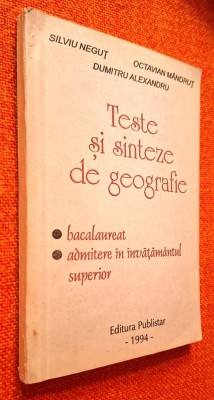 SILVIU NEGUȚ
OCTAVIAN MÂNDRUȚ
DUMITRU ALEXANDRU
Teste
și sinteze
de geografie
bacalaureat
admitere în învățământul
superior
Editura Publistar
- 1994 -